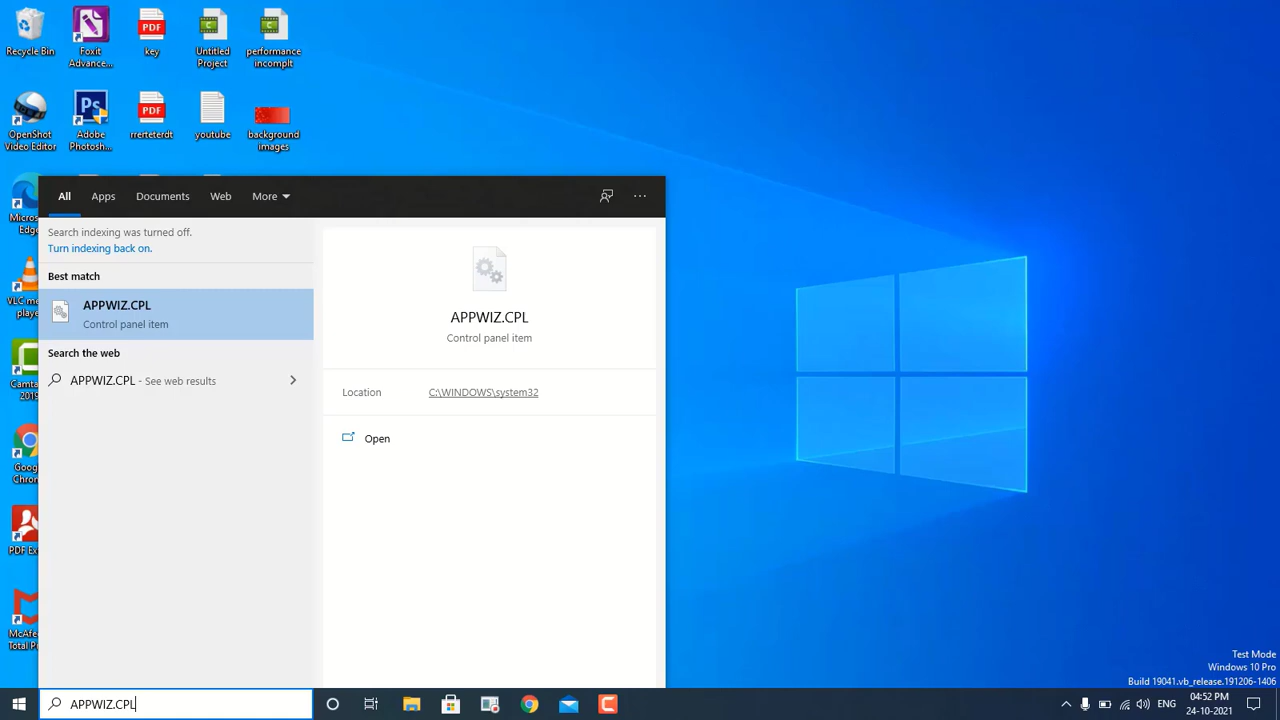 Recycle Bin
Foxit
Advance...
key
Untitled
Project
performance
incomplt
OpenShot
Video Editor
Adobe
Photosh...
rrerteterdt
youtube
background
images
All
Apps
Documents
Web
More
Search indexing was turned off.
Turn indexing back on.
Best match
APPWIZ.CPL
Control panel item
Search the web
APPWIZ.CPL - See web results
APPWIZ.CPL
Control panel item
Location
C:\WINDOWS\system32
Open
Micros
Edge
VLC me
player
Camta
2019
Goog
Chron
PDF Ex
McAfe
Total Pr
Test Mode
Windows 10 Pro
Build 19041.vb_release.191206-1406
APPWIZ.CPL
ENG
04:52 PM
24-10-2021